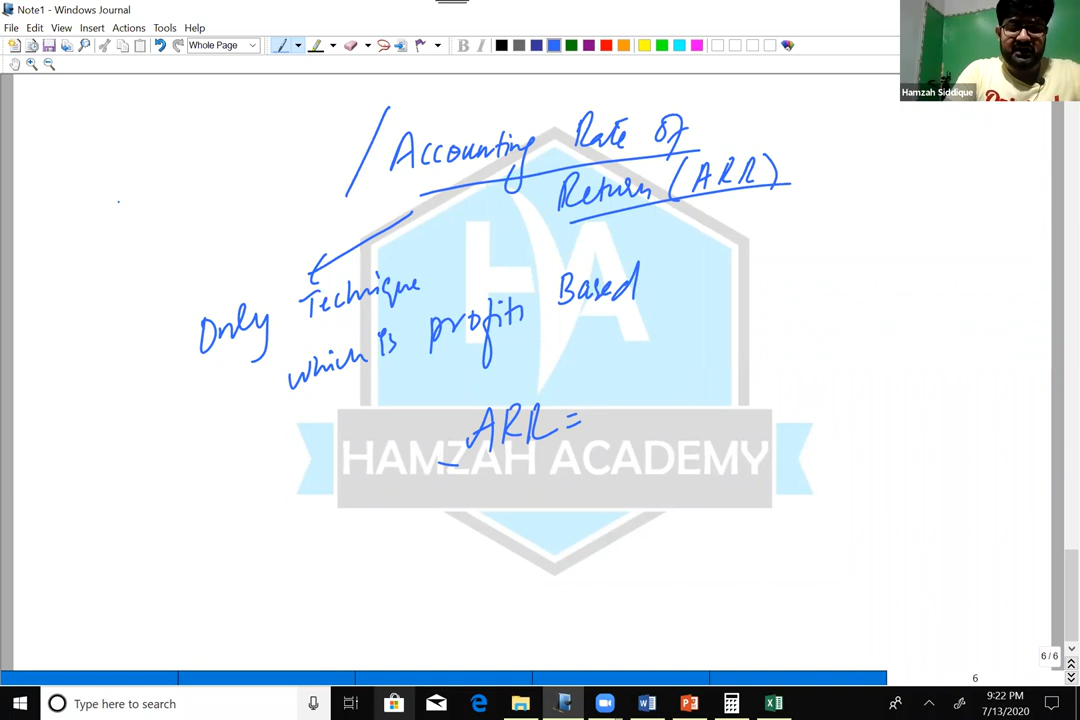 Note1 - Windows Journal
File Edit View Insert Actions Tools Help
Whole Page
B I
Hamzah Siddique
Accounting Rate of
Return (ARR)
Only Technique
which is profits Based
ARR =
HA
HAMZAH ACADEMY
6/6
6
Type here to search
9:22 PM
7/13/2020